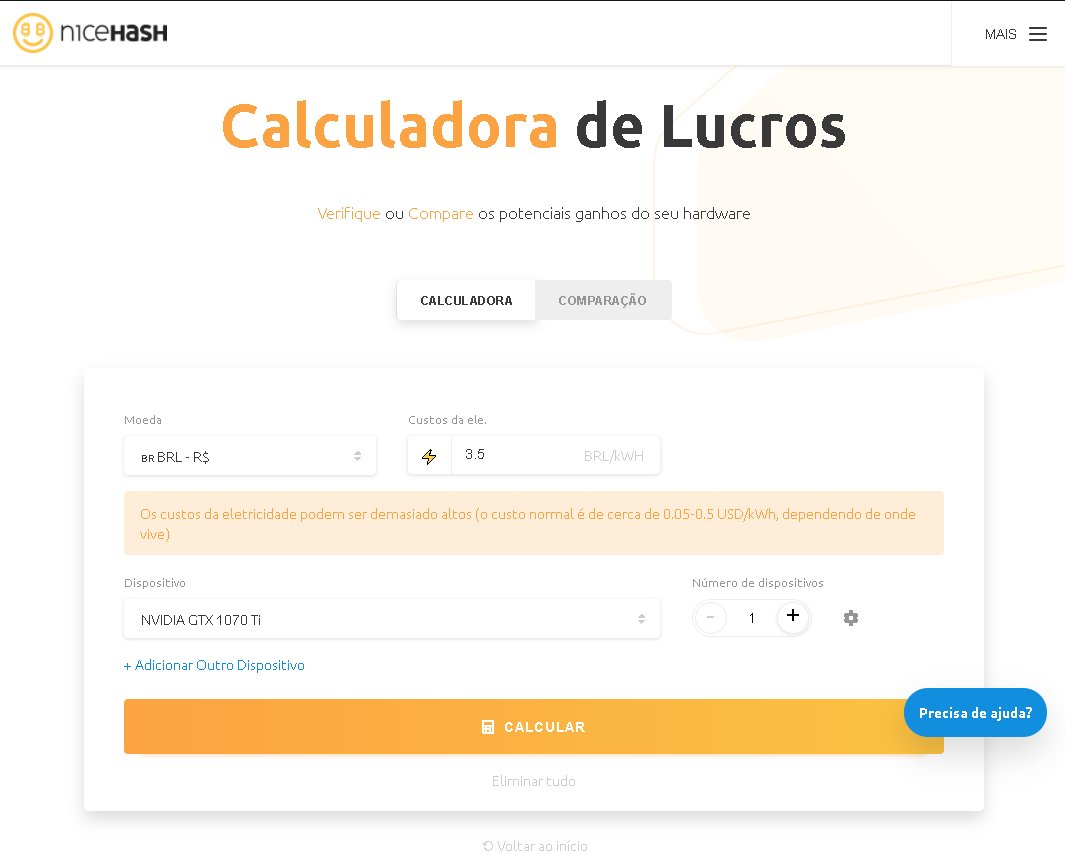 niceHASH
MAIS
Calculadora de Lucros
Verifique ou Compare os potenciais ganhos do seu hardware
CALCULADORA
COMPARAÇÃO
Moeda
Custos da ele.
BR BRL - R$
3.5
BRL/kWH
Os custos da eletricidade podem ser demasiado altos (o custo normal é de cerca de 0.05-0.5 USD/kWh, dependendo de onde
vive)
Dispositivo
Número de dispositivos
NVIDIA GTX 1070 Ti
- 1 +
+ Adicionar Outro Dispositivo
CALCULAR
Precisa de ajuda?
Eliminar tudo
Voltar ao início